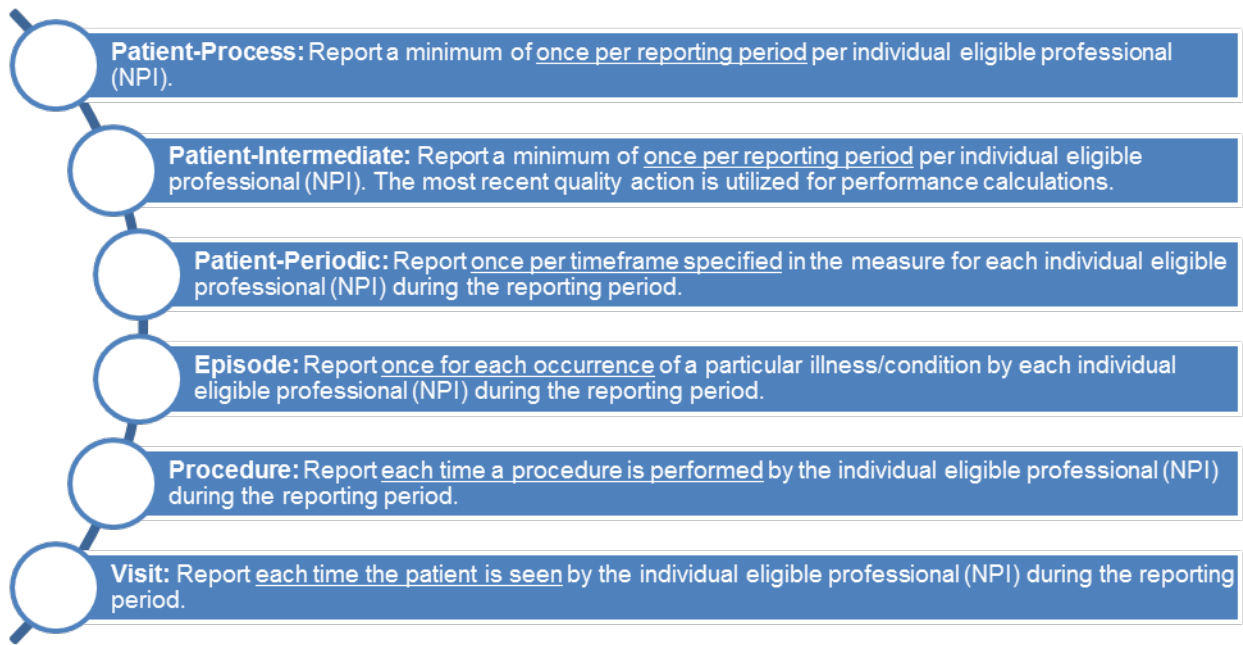 Patient-Process: Report a minimum of once per reporting period per individual eligible professional
(NPI).
Patient-Intermediate: Report a minimum of once per reporting period per individual eligible
professional (NPI). The most recent quality action is utilized for performance calculations.
Patient-Periodic: Report once per timeframe specified in the measure for each individual eligible
professional (NPI) during the reporting period.
Episode: Report once for each occurrence of a particular illness/condition by each individual
eligible professional (NPI) during the reporting period.
Procedure: Report each time a procedure is performed by the individual eligible professional (NPI)
during the reporting period.
Visit: Report each time the patient is seen by the individual eligible professional (NPI) during the reporting
period.